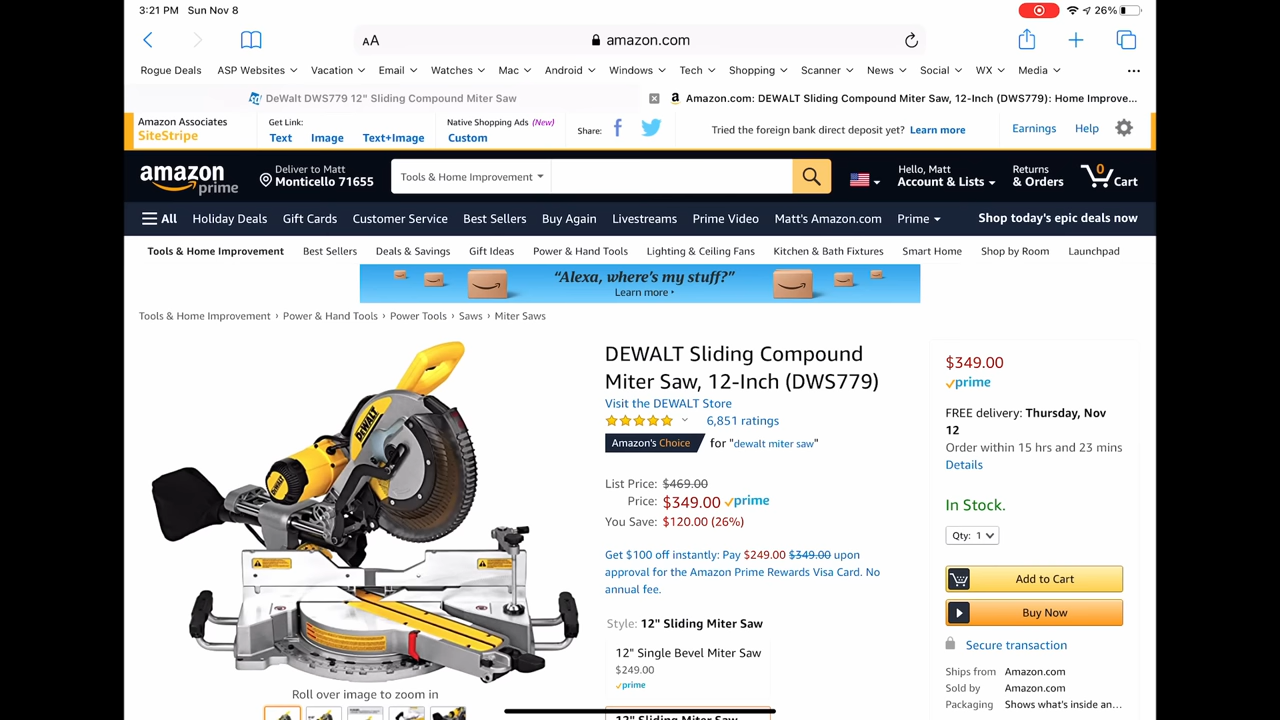 3:21 PM Sun Nov 8
26%
AA
amazon.com
Rogue Deals ASP Websites Vacation Email Watches Mac Android Windows Tech Shopping Scanner News Social WX Media
DeWalt DWS779 12" Sliding Compound Miter Saw
Amazon.com: DEWALT Sliding Compound Miter Saw, 12-Inch (DWS779): Home Improve...
Amazon Associates
SiteStripe
Get Link:
Text Image Text+Image
Native Shopping Ads (New)
Custom
Share:
Tried the foreign bank direct deposit yet? Learn more
Earnings Help
amazon
prime
Deliver to Matt
Monticello 71655
Tools & Home Improvement
Hello, Matt
Account & Lists
Returns
& Orders
0
Cart
All Holiday Deals Gift Cards Customer Service Best Sellers Buy Again Livestreams Prime Video Matt's Amazon.com Prime Shop today's epic deals now
Tools & Home Improvement Best Sellers Deals & Savings Gift Ideas Power & Hand Tools Lighting & Ceiling Fans Kitchen & Bath Fixtures Smart Home Shop by Room Launchpad
“Alexa, where’s my stuff?”
Learn more
Tools & Home Improvement › Power & Hand Tools › Power Tools › Saws › Miter Saws
DEWALT
DEWALT Sliding Compound
Miter Saw, 12-Inch (DWS779)
Visit the DEWALT Store
6,851 ratings
Amazon's Choice for "dewalt miter saw"
List Price: $469.00
Price: $349.00 prime
You Save: $120.00 (26%)
Get $100 off instantly: Pay $249.00 $349.00 upon
approval for the Amazon Prime Rewards Visa Card. No
annual fee.
Style: 12" Sliding Miter Saw
12" Single Bevel Miter Saw
$249.00
prime
12" Sliding Miter Saw
Roll over image to zoom in
$349.00
prime
FREE delivery: Thursday, Nov
12
Order within 15 hrs and 23 mins
Details
In Stock.
Qty: 1
Add to Cart
Buy Now
Secure transaction
Ships from Amazon.com
Sold by Amazon.com
Packaging Shows what's inside an...